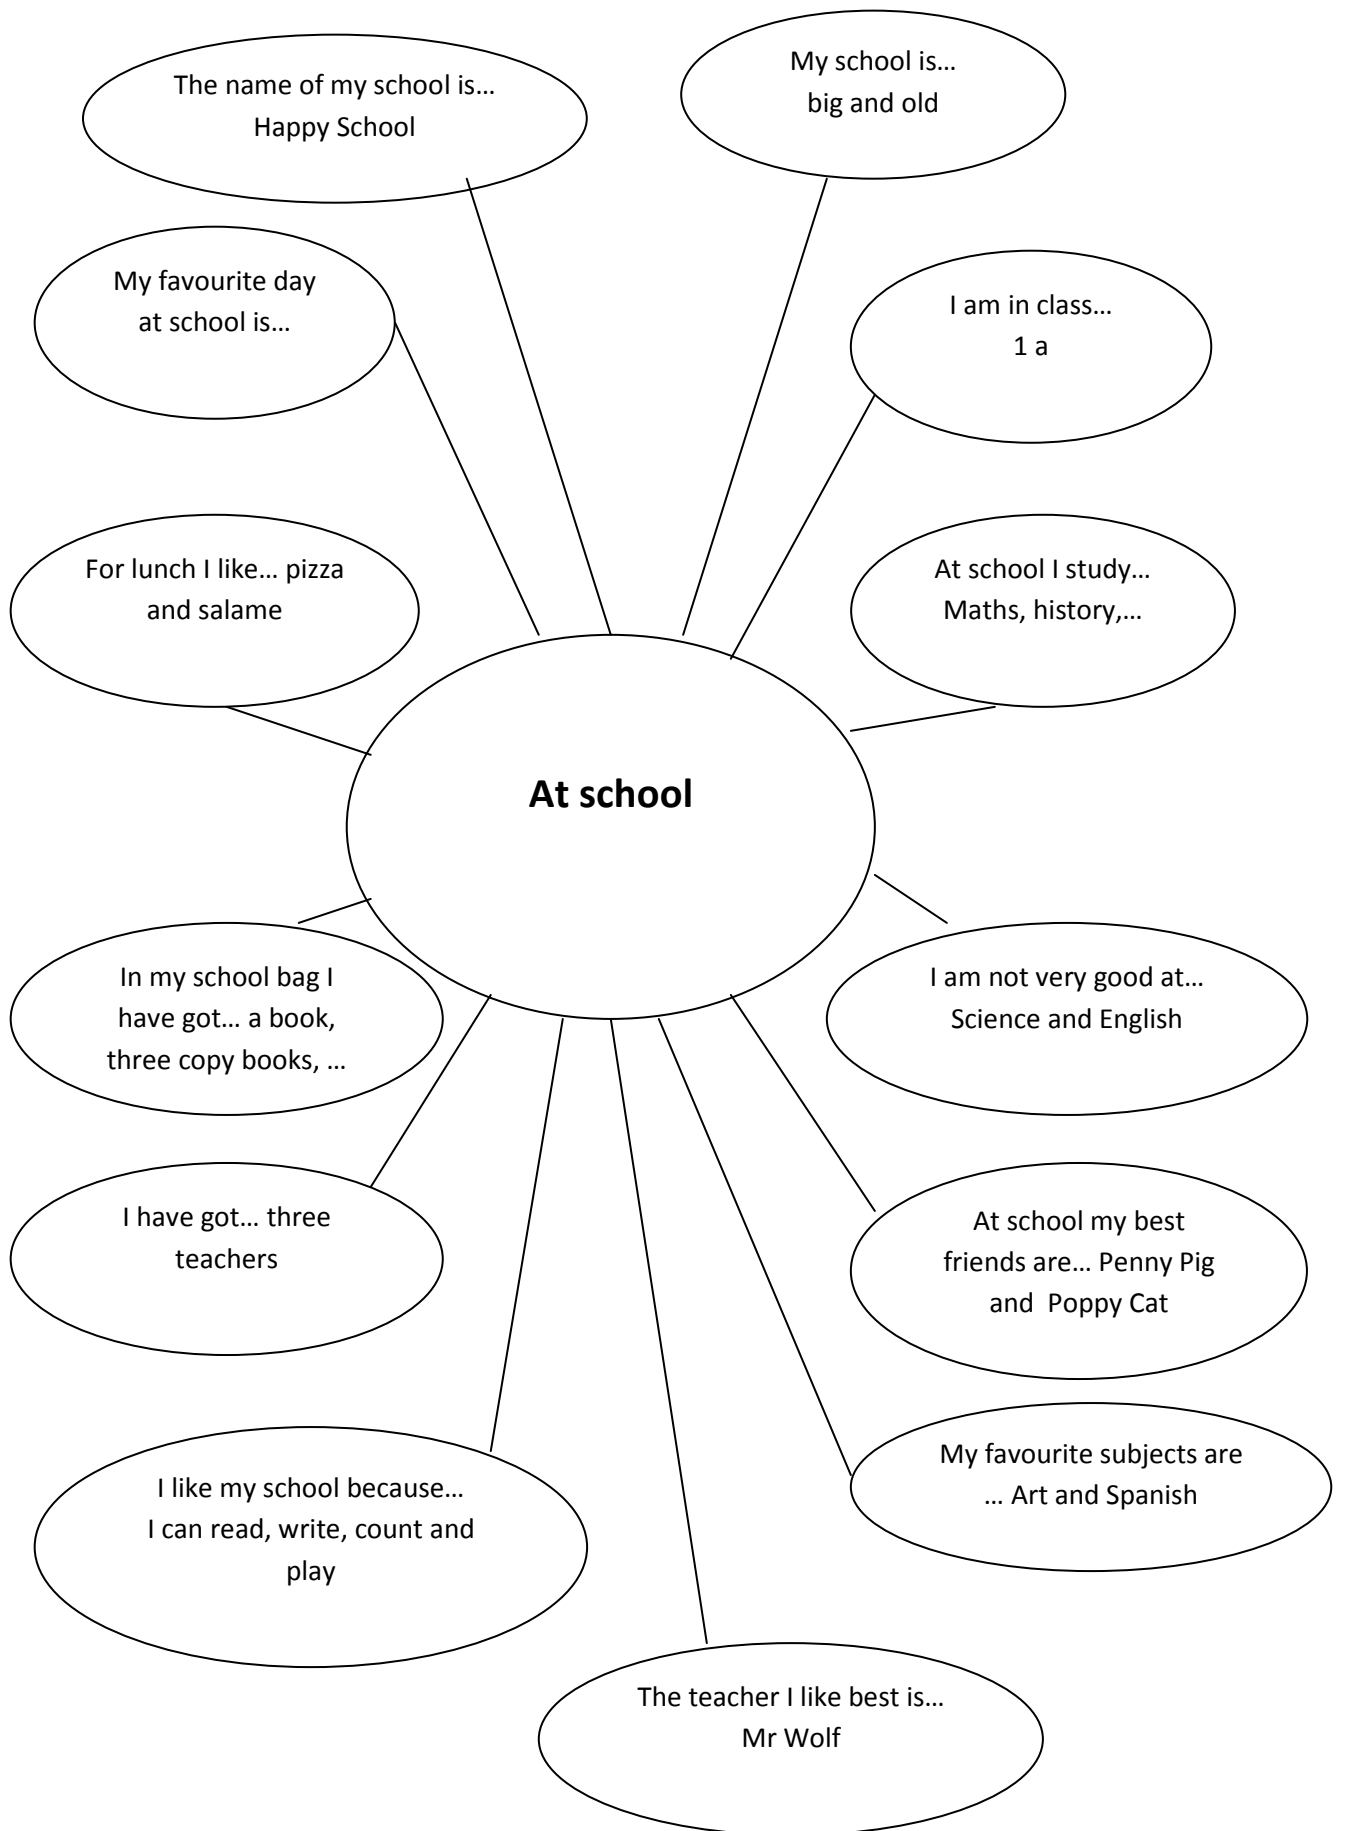 The name of my school is…
Happy School
My school is…
big and old
My favourite day
at school is…
I am in class…
1 a
For lunch I like… pizza
and salame
At school I study…
Maths, history,…
At school
In my school bag I
have got… a book,
three copy books, …
I am not very good at…
Science and English
I have got… three
teachers
At school my best
friends are… Penny Pig
and  Poppy Cat
My favourite subjects are
… Art and Spanish
I like my school because…
I can read, write, count and
play
The teacher I like best is…
Mr Wolf